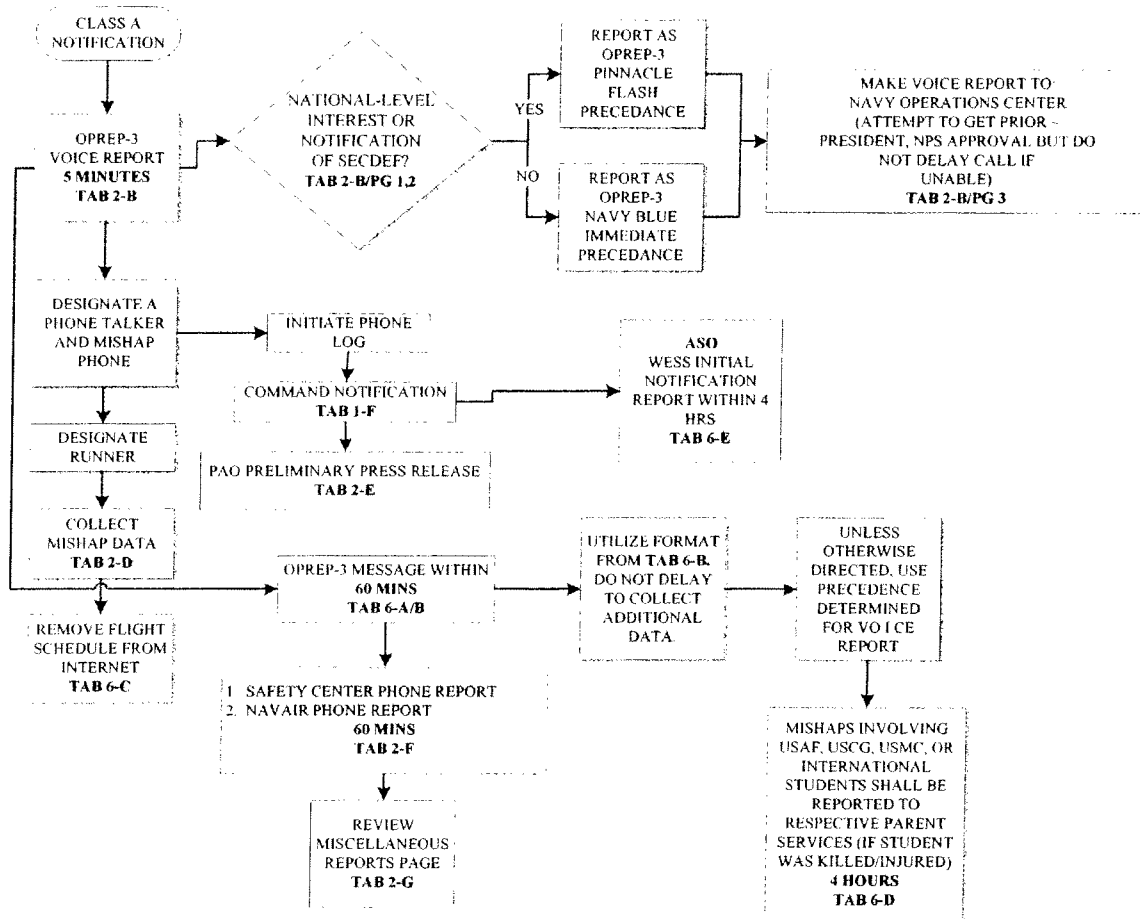 CLASS A
NOTIFICATION
OPREP-3
VOICE REPORT
5 MINUTES
TAB 2-B
NATIONAL-LEVEL
INTEREST OR
NOTIFICATION
OF SECDEF?
TAB 2-B/PG 1,2
YES
NO
REPORT AS
OPREP-3
PINNACLE
FLASH
PRECEDANCE
REPORT AS
OPREP-3
NAVY BLUE
IMMEDIATE
PRECEDANCE
MAKE VOICE REPORT TO
NAVY OPERATIONS CENTER
(ATTEMPT TO GET PRIOR –
PRESIDENT, NPS APPROVAL BUT DO
NOT DELAY CALL IF
UNABLE)
TAB 2-B/PG 3
DESIGNATE A
PHONE TALKER
AND MISHAP
PHONE
INITIATE PHONE
LOG
COMMAND NOTIFICATION
TAB 1-F
ASO
WESS INITIAL
NOTIFICATION
REPORT WITHIN 4
HRS
TAB 6-E
DESIGNATE
RUNNER
PAO PRELIMINARY PRESS RELEASE
TAB 2-E
COLLECT
MISHAP DATA
TAB 2-D
REMOVE FLIGHT
SCHEDULE FROM
INTERNET
TAB 6-C
OPREP-3 MESSAGE WITHIN
60 MINS
TAB 6-A/B
UTILIZE FORMAT
FROM TAB 6-B.
DO NOT DELAY
TO COLLECT
ADDITIONAL
DATA.
UNLESS
OTHERWISE
DIRECTED, USE
PRECEDENCE
DETERMINED
FOR VO I CE
REPORT
1 SAFETY CENTER PHONE REPORT
2. NAVAIR PHONE REPORT
60 MINS
TAB 2-F
REVIEW
MISCELLANEOUS
REPORTS PAGE
TAB 2-G
MISHAPS INVOLVING
USAF, USCG, USMC, OR
INTERNATIONAL
STUDENTS SHALL BE
REPORTED TO
RESPECTIVE PARENT
SERVICES (IF STUDENT
WAS KILLED/INJURED)
4 HOURS
TAB 6-D